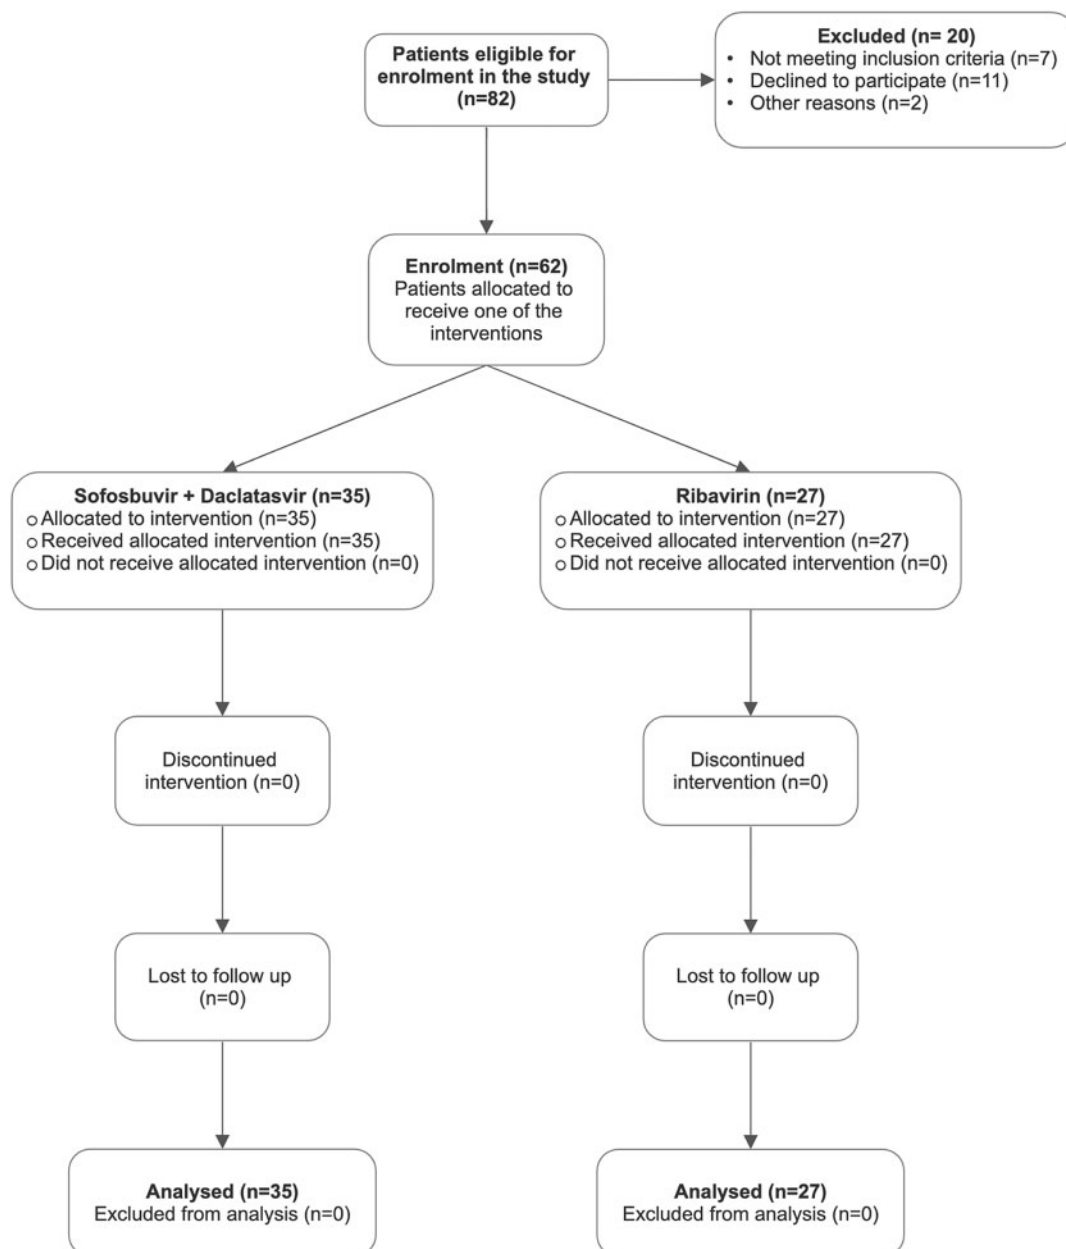 Patients eligible for
enrolment in the study
(n=82)
Excluded (n= 20)
• Not meeting inclusion criteria (n=7)
• Declined to participate (n=11)
• Other reasons (n=2)
Enrolment (n=62)
Patients allocated to
receive one of the
interventions
Sofosbuvir + Daclatasvir (n=35)
o Allocated to intervention (n=35)
o Received allocated intervention (n=35)
o Did not receive allocated intervention (n=0)
Ribavirin (n=27)
o Allocated to intervention (n=27)
o Received allocated intervention (n=27)
o Did not receive allocated intervention (n=0)
Discontinued
intervention (n=0)
Discontinued
intervention (n=0)
Lost to follow up
(n=0)
Lost to follow up
(n=0)
Analysed (n=35)
Excluded from analysis (n=0)
Analysed (n=27)
Excluded from analysis (n=0)